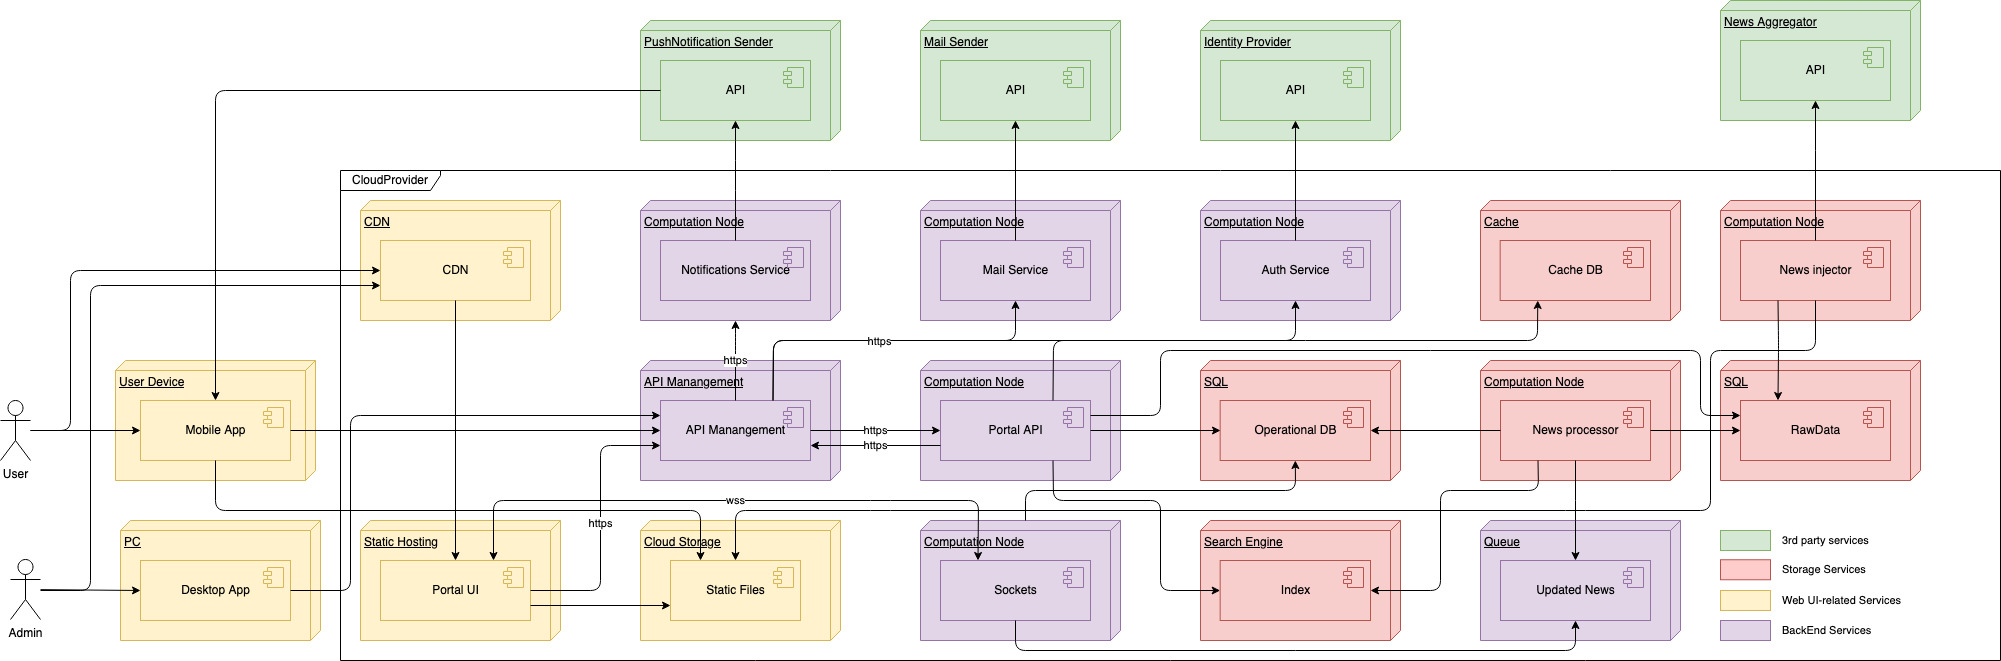 News Aggregator
API
PushNotification Sender
API
Mail Sender
API
Identity Provider
API
CloudProvider
CDN
CDN
Computation Node
Notifications Service
Computation Node
Mail Service
Computation Node
Auth Service
Cache
Cache DB
Computation Node
News injector
https
https
User Device
Mobile App
API Manangement
API Manangement
https
https
Computation Node
Portal API
SQL
Operational DB
Computation Node
News processor
SQL
RawData
User
wss
https
PC
Desktop App
Static Hosting
Portal UI
Cloud Storage
Static Files
Computation Node
Sockets
Search Engine
Index
Queue
Updated News
Admin
3rd party services
Storage Services
Web UI-related Services
BackEnd Services